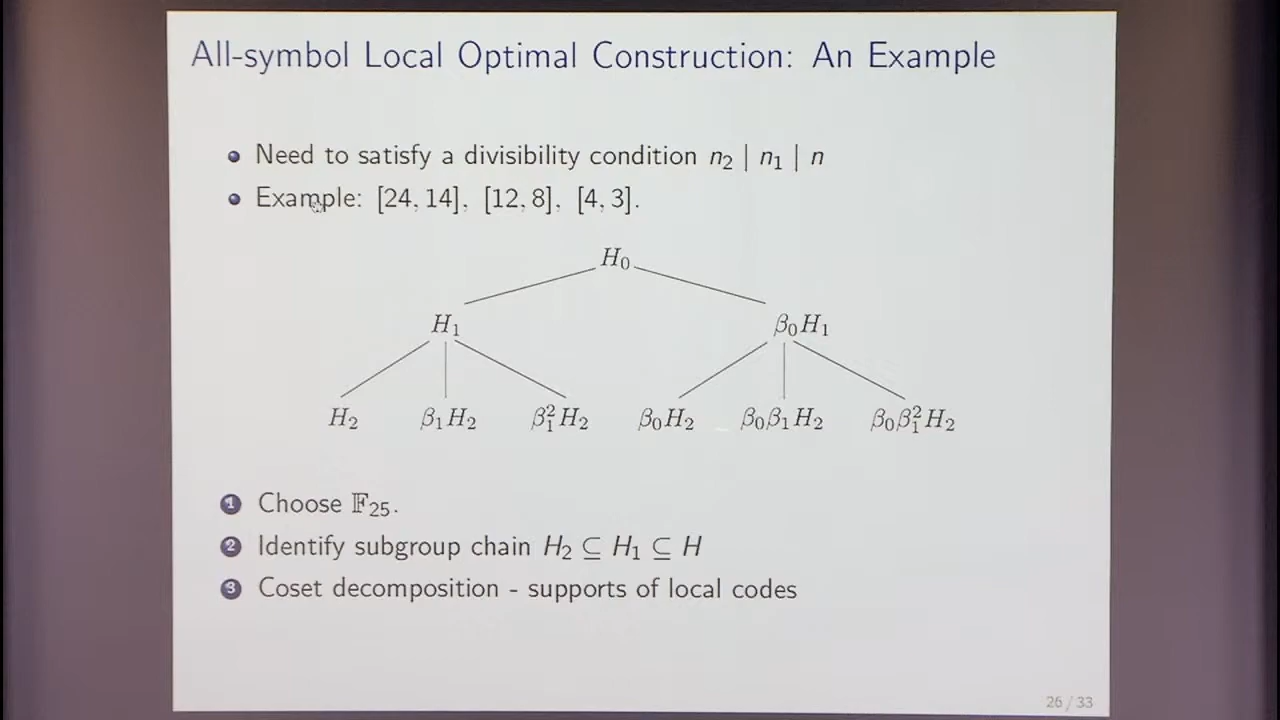 All-symbol Local Optimal Construction: An Example
Need to satisfy a divisibility condition n₂ | n₁ | n
Example: [24, 14], [12, 8], [4, 3].
H₀
H₁ β₀H₁
H₂ β₁H₂ β₁²H₂ β₀H₂ β₀β₁H₂ β₀β₁²H₂
1 Choose 𝔽₂₅.
2 Identify subgroup chain H₂ ⊆ H₁ ⊆ H
3 Coset decomposition - supports of local codes
26 / 33